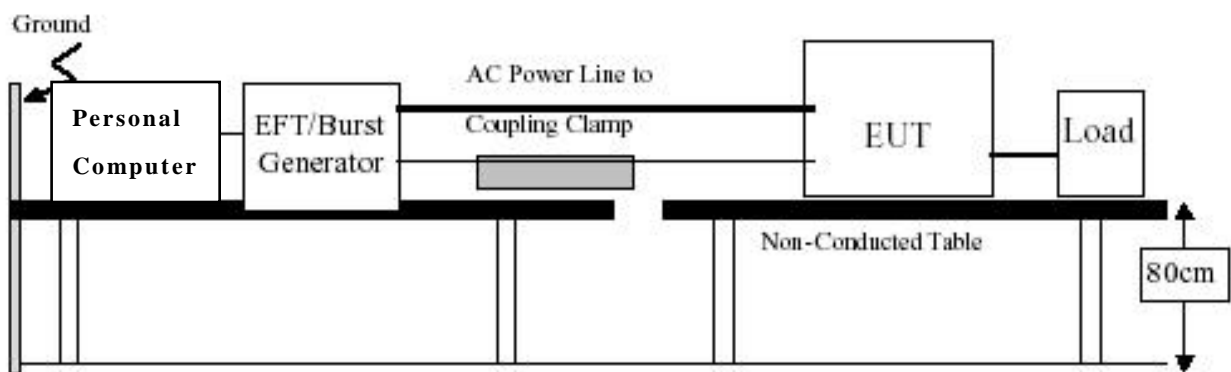 Ground
Personal
Computer
EFT/Burst
Generator
AC Power Line to
Coupling Clamp
EUT
Load
Non-Conducted Table
80cm